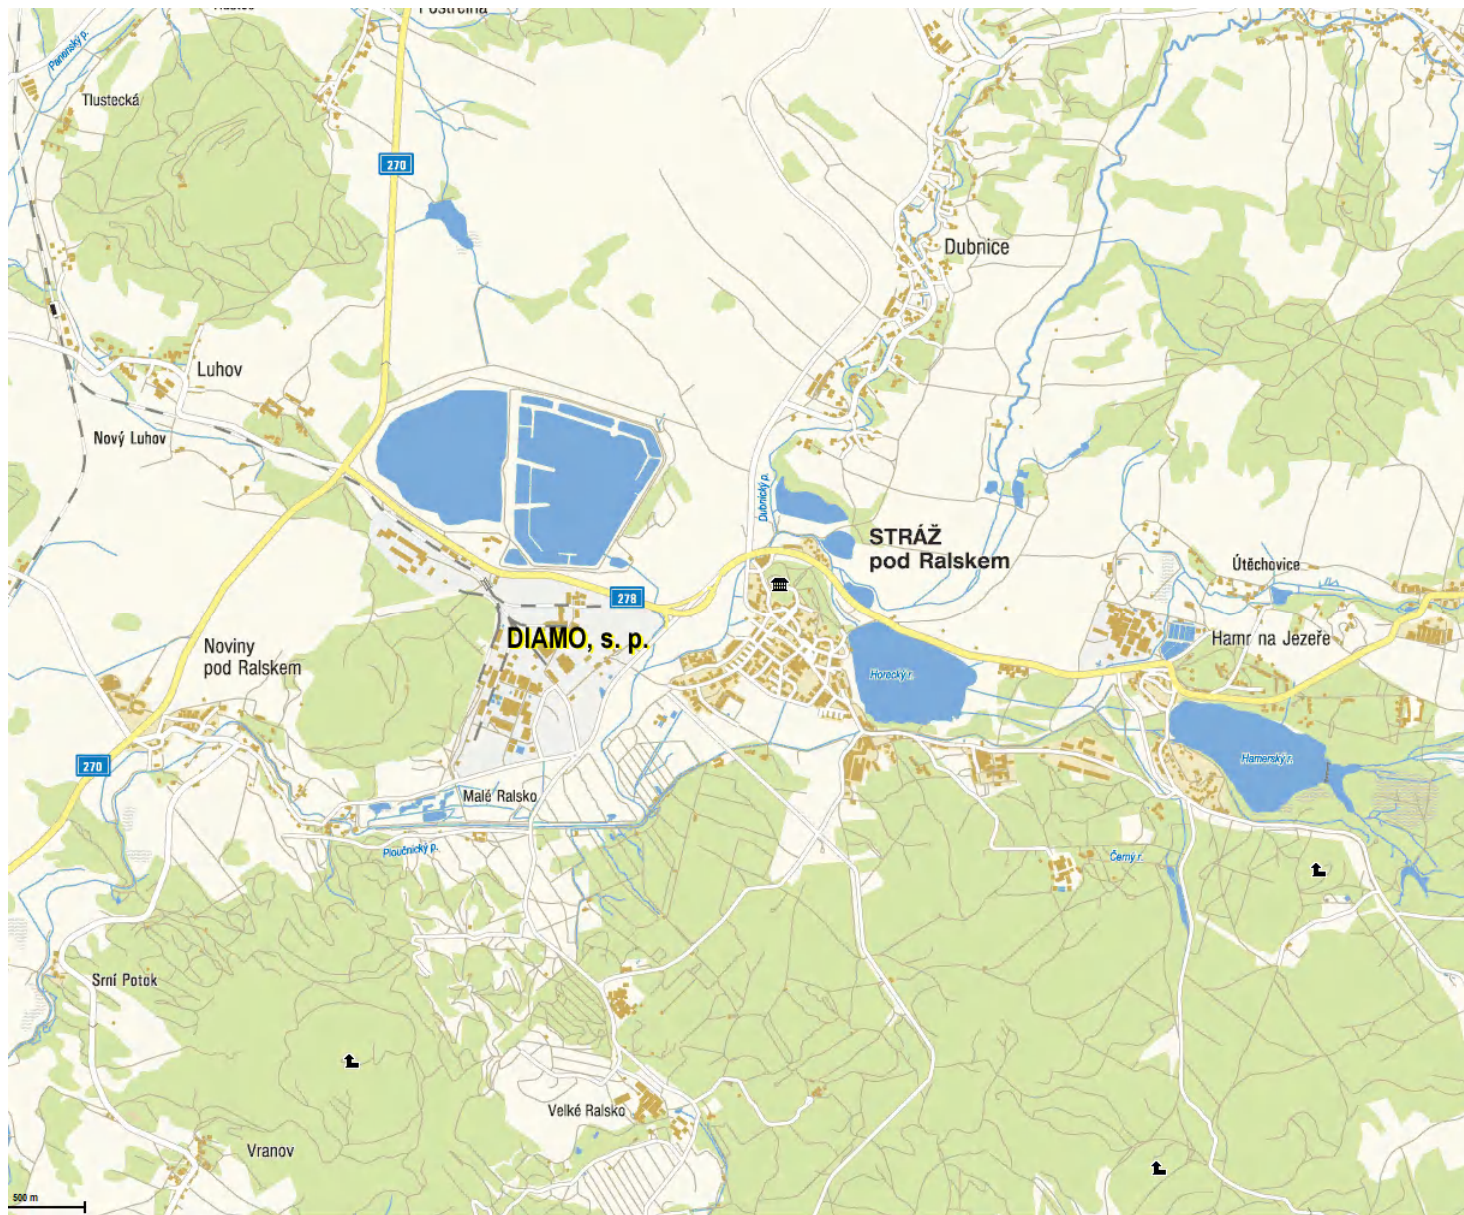 Panenský p.
Tlustecká
270
Dubnice
Luhov
Nový Luhov
Dubnický p.
STRÁŽ
pod Ralskem
Útěchovice
278
DIAMO, s. p.
Hamr na Jezeře
Noviny
pod Ralskem
Horecký r.
Hamerský r.
270
Malé Ralsko
Ploučnický p.
Černý r.
Srní Potok
Velké Ralsko
Vranov
500 m